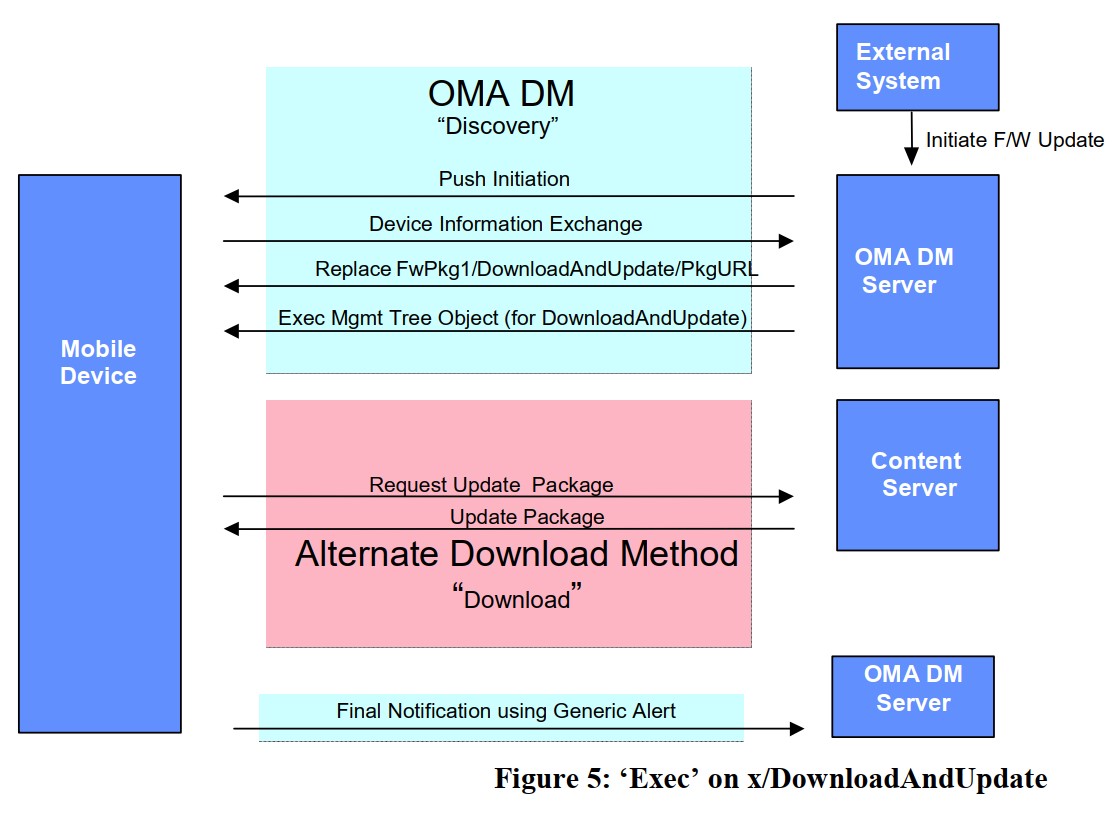 External
System
Initiate F/W Update
OMA DM
“Discovery”
Push Initiation
Device Information Exchange
Replace FwPkg1/DownloadAndUpdate/PkgURL
Exec Mgmt Tree Object (for DownloadAndUpdate)
OMA DM
Server
Mobile
Device
Request Update Package
Update Package
Alternate Download Method
“Download”
Content
Server
Final Notification using Generic Alert
OMA DM
Server
Figure 5: ‘Exec’ on x/DownloadAndUpdate